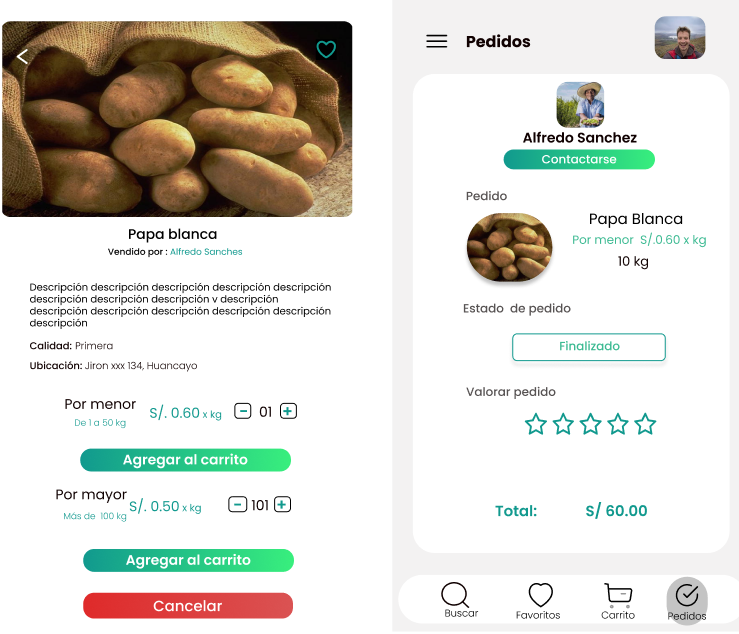 Papa blanca
Vendido por : Alfredo Sanches
Descripción descripción descripción descripción descripción
descripción descripción descripción v descripción
descripción descripción descripción descripción descripción
descripción
Calidad: Primera
Ubicación: Jiron xxx 134, Huancayo
Por menor
De 1 a 50 kg
S/. 0.60 x kg
01
Agregar al carrito
Por mayor
Más de 100 kg
S/. 0.50 x kg
101
Agregar al carrito
Cancelar
Pedidos
Alfredo Sanchez
Contactarse
Pedido
Papa Blanca
Por menor S/.0.60 x kg
10 kg
Estado de pedido
Finalizado
Valorar pedido
Total: S/ 60.00
Buscar
Favoritos
Carrito
Pedidos